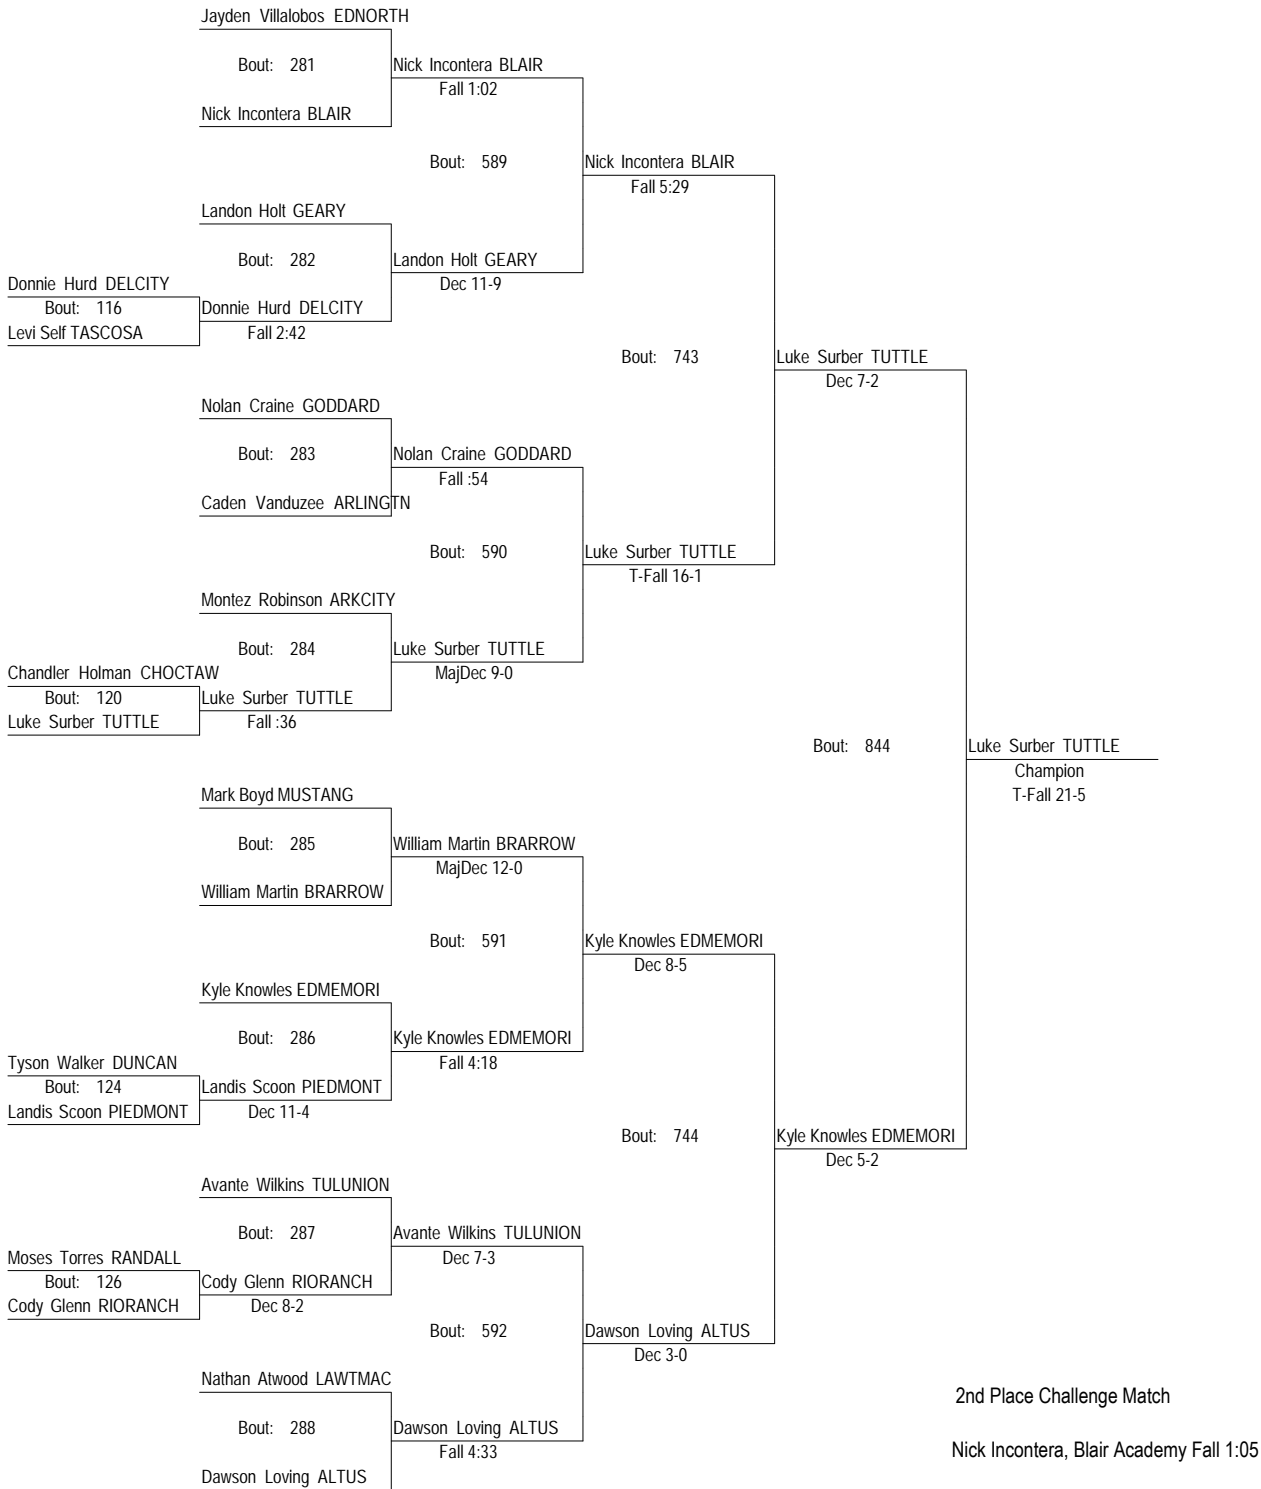 Jayden Villalobos EDNORTH
Bout: 281
Nick Incontera BLAIR
Fall 1:02
Nick Incontera BLAIR
Bout: 589
Nick Incontera BLAIR
Fall 5:29
Landon Holt GEARY
Bout: 282
Landon Holt GEARY
Dec 11-9
Donnie Hurd DELCITY
Bout: 116
Levi Self TASCOSA
Donnie Hurd DELCITY
Fall 2:42
Bout: 743
Luke Surber TUTTLE
Dec 7-2
Nolan Craine GODDARD
Bout: 283
Nolan Craine GODDARD
Fall :54
Caden Vanduzee ARLINGTN
Bout: 590
Luke Surber TUTTLE
T-Fall 16-1
Montez Robinson ARKCITY
Bout: 284
Luke Surber TUTTLE
MajDec 9-0
Chandler Holman CHOCTAW
Bout: 120
Luke Surber TUTTLE
Luke Surber TUTTLE
Fall :36
Bout: 844
Luke Surber TUTTLE
Champion
T-Fall 21-5
Mark Boyd MUSTANG
Bout: 285
William Martin BRARROW
MajDec 12-0
William Martin BRARROW
Bout: 591
Kyle Knowles EDMEMORI
Dec 8-5
Kyle Knowles EDMEMORI
Bout: 286
Kyle Knowles EDMEMORI
Fall 4:18
Tyson Walker DUNCAN
Bout: 124
Landis Scoon PIEDMONT
Landis Scoon PIEDMONT
Dec 11-4
Bout: 744
Kyle Knowles EDMEMORI
Dec 5-2
Avante Wilkins TULUNION
Bout: 287
Avante Wilkins TULUNION
Dec 7-3
Moses Torres RANDALL
Bout: 126
Cody Glenn RIORANCH
Cody Glenn RIORANCH
Dec 8-2
Bout: 592
Dawson Loving ALTUS
Dec 3-0
Nathan Atwood LAWTMAC
Bout: 288
Dawson Loving ALTUS
Fall 4:33
Dawson Loving ALTUS
2nd Place Challenge Match
Nick Incontera, Blair Academy Fall 1:05